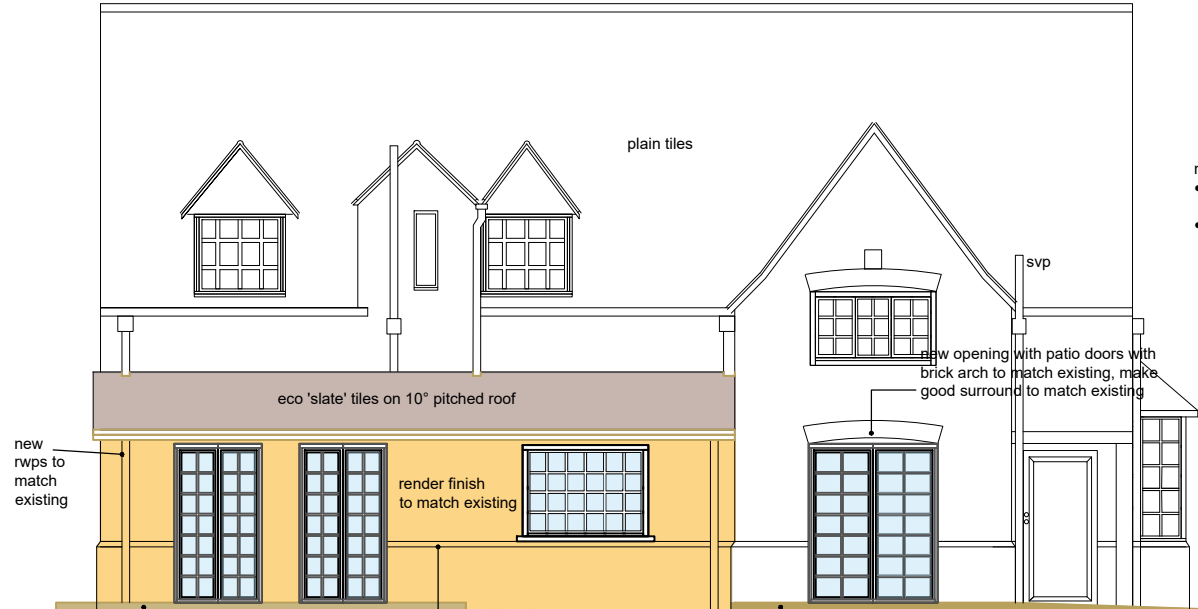 plain tiles
svp
new opening with patio doors with
brick arch to match existing, make
good surround to match existing
eco 'slate' tiles on 10° pitched roof
new
rwps to
match
existing
render finish
to match existing